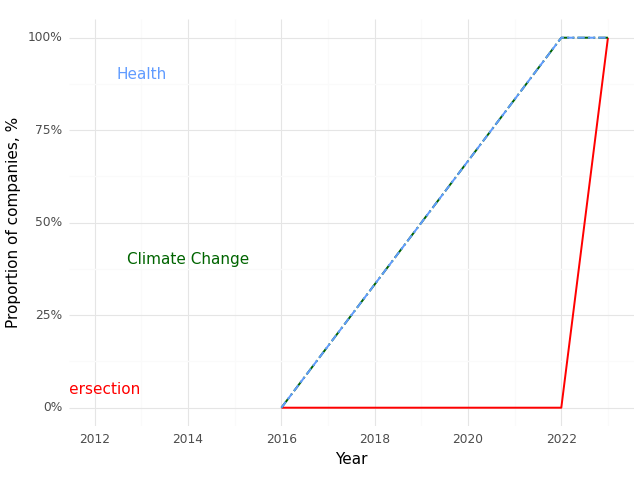 100%
Health
75%
Proportion of companies, %
50%
Climate Change
25%
ersection
0%
2012 2014 2016 2018 2020 2022
Year